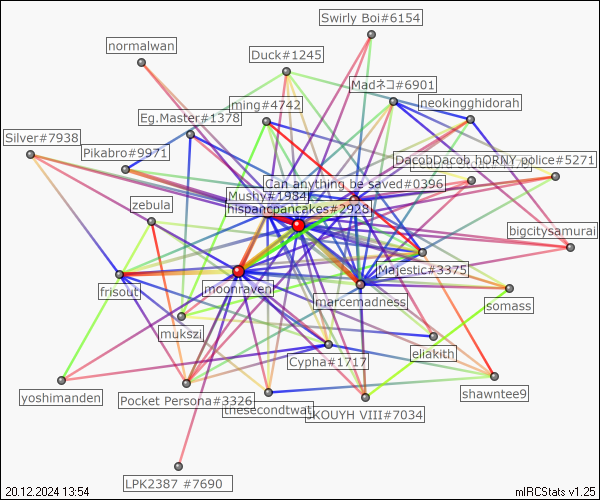 Swirly Boi#6154
normalwan
Duck#1245
Madネコ#6901
ming#4742
neokingghidorah
Eg.Master#1378
Silver#7938
Pikabro#9971
DacobDacob hORNY police#5271
Can anything be saved#0396
Mushy#1984
zebula
hispancpancakes#2928
bigcitysamurai
Majestic#3375
frisout
moonraven
marcemadness
somass
mukszi
eliakith
Cypha#1717
yoshimanden
shawntee9
Pocket Persona#3326
thesecondtwat
JKOUYH VIII#7034
LPK2387 #7690
20.12.2024 13:54
mIRCStats v1.25